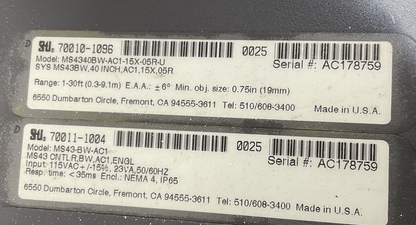 D STI. 70010-1096 0025
Model: MS4340BW-AC1-15X-05R-U Serial #: AC178759
SYS MS43BW,40 INCH,AC1,15X,05R
Range: 1-30ft (0.3-9.1m) E.A.A.: ±6° Min. obj. size: 0.75in (19mm)
6550 Dumbarton Circle, Fremont, CA 94555-3611 Tel: 510/608-3400 Made in U.S.A.
D STI. 70011-1004 0025
Model: MS43-BW-AC1 Serial #: AC178759
MS43 CNTLR,BW,AC1,ENGL
Input: 115VAC+/-15%, 23VA,50/60HZ
Resp. time: <35ms Encl.: NEMA 4, IP65
6550 Dumbarton Circle, Fremont, CA 94555-3611 Tel: 510/608-3400 Made in U.S.A.